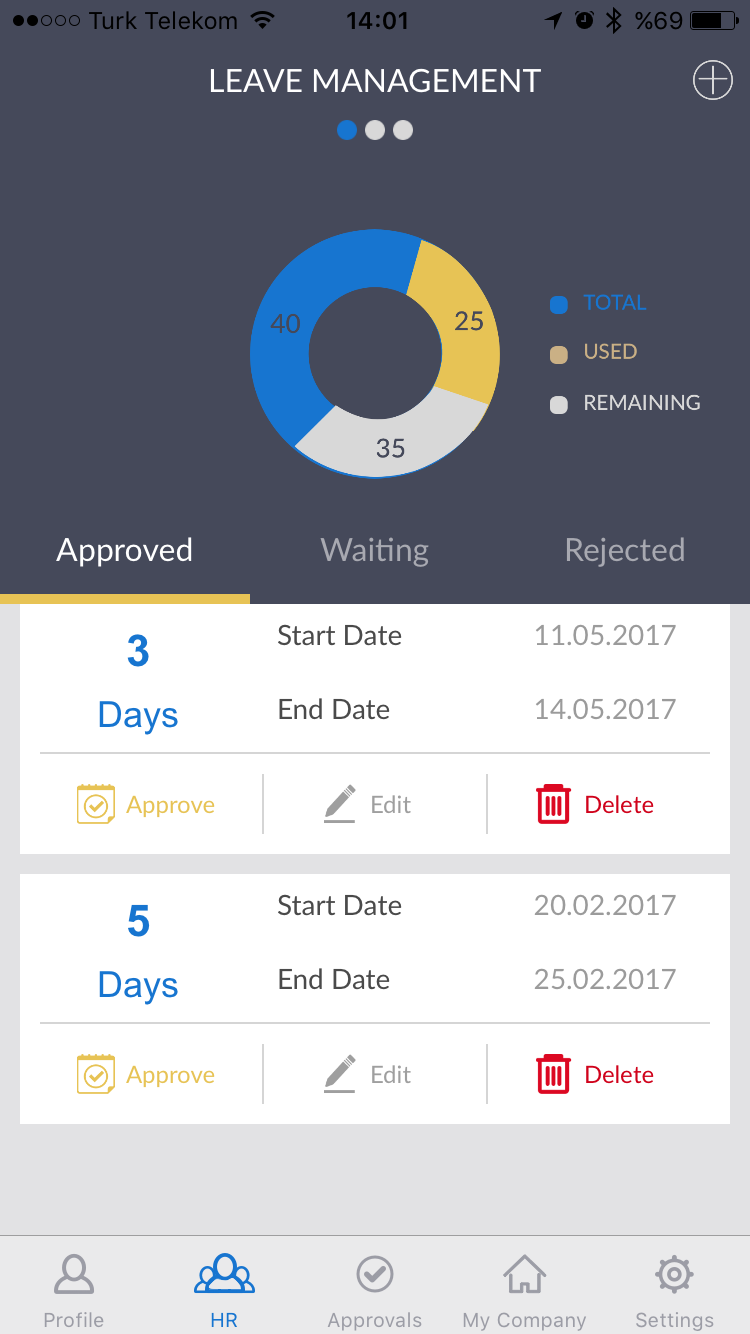 Turk Telekom 14:01 %69
LEAVE MANAGEMENT
40
25
35
TOTAL
USED
REMAINING
Approved Waiting Rejected
3 Days
Start Date 11.05.2017
End Date 14.05.2017
Approve Edit Delete
5 Days
Start Date 20.02.2017
End Date 25.02.2017
Approve Edit Delete
Profile HR Approvals My Company Settings